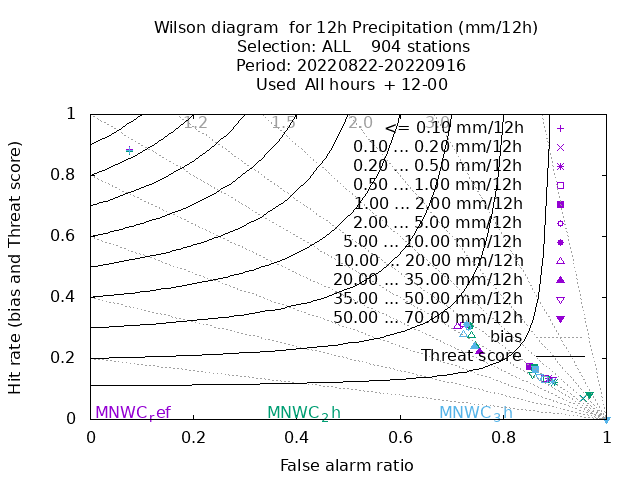 Wilson diagram  for 12h Precipitation (mm/12h)
Selection: ALL    904 stations
Period: 20220822-20220916
Used  All hours  + 12-00
1.2 1.5 2.0 3.0
<= 0.10 mm/12h
0.10 ... 0.20 mm/12h
0.20 ... 0.50 mm/12h
0.50 ... 1.00 mm/12h
1.00 ... 2.00 mm/12h
2.00 ... 5.00 mm/12h
5.00 ... 10.00 mm/12h
10.00 ... 20.00 mm/12h
20.00 ... 35.00 mm/12h
35.00 ... 50.00 mm/12h
50.00 ... 70.00 mm/12h
bias
Threat score
MNWC_ref MNWC_2h MNWC_3h
1
0.8
0.6
0.4
0.2
0
0 0.2 0.4 0.6 0.8 1
False alarm ratio
Hit rate (bias and Threat score)